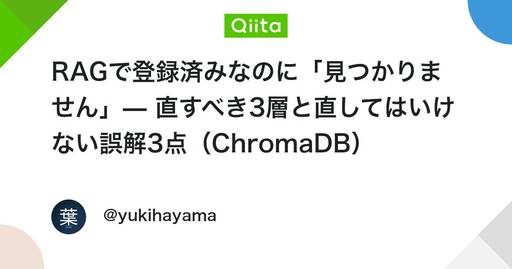 Qiita
RAGで登録済みなのに「見つかりま
せん」— 直すべき3層と直してはいけ
ない誤解3点（ChromaDB）
葉
@yukihayama